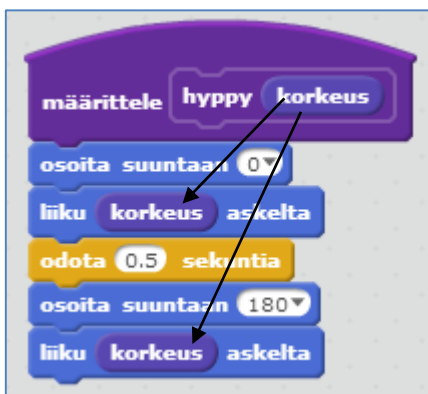 määrittele hyppy korkeus
osoita suuntaan 0
liiku korkeus askelta
odota 0.5 sekuntia
osoita suuntaan 180
liiku korkeus askelta